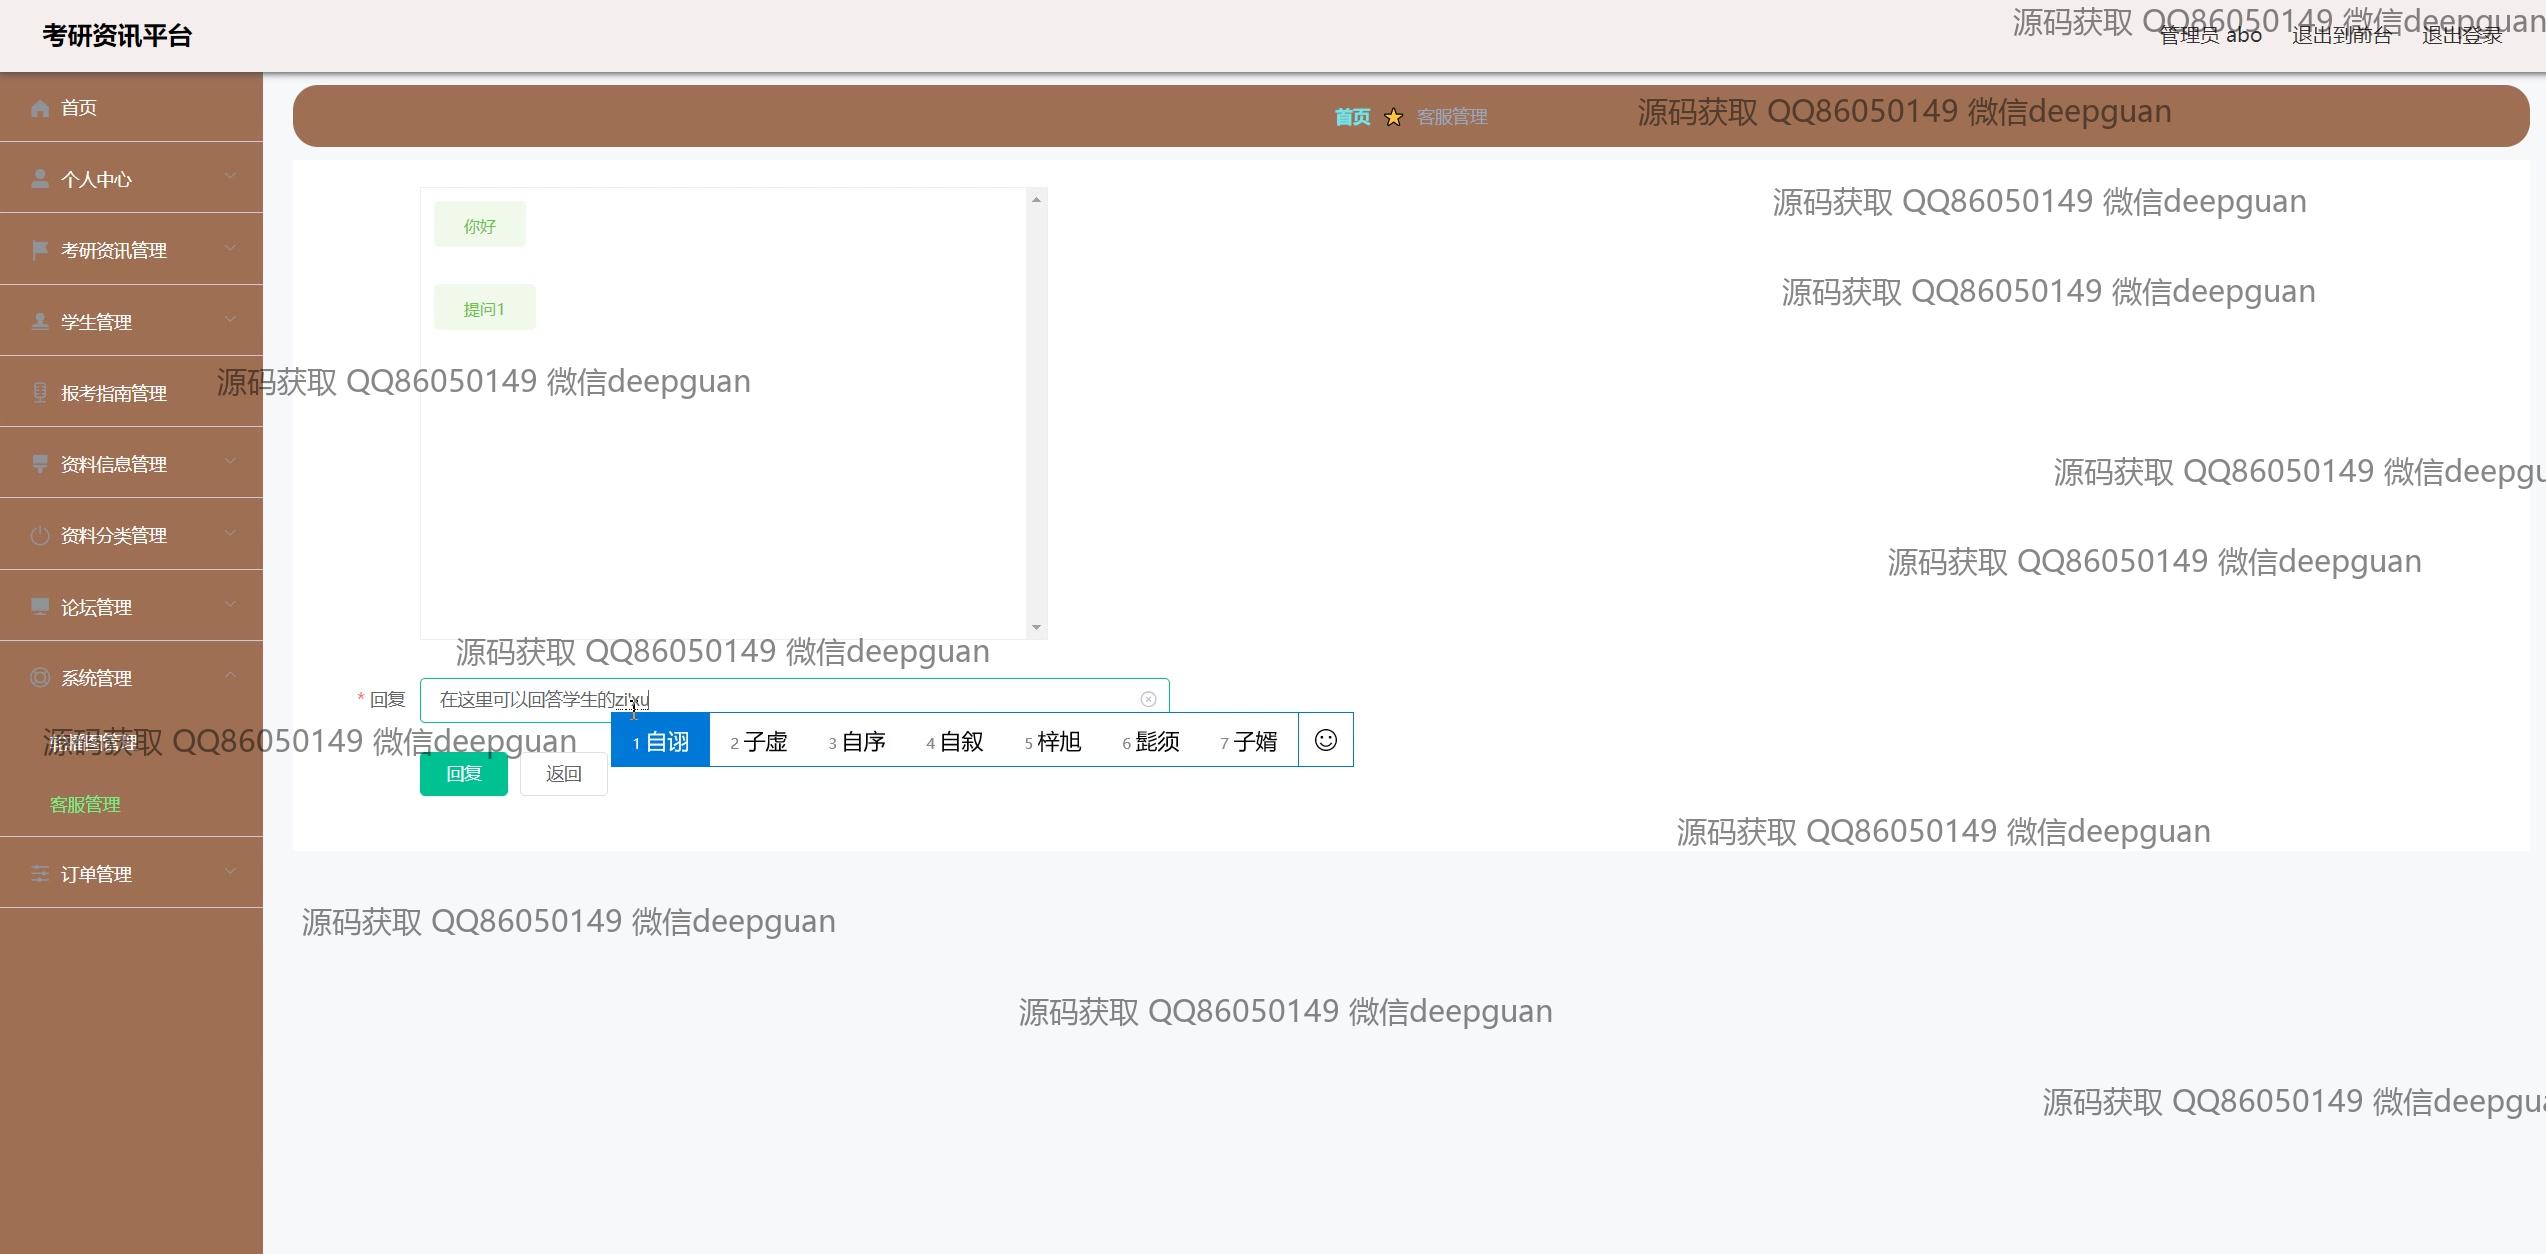 考研资讯平台
源码获取 QQ86050149 微信deepguan
管理员 abo
退出到前台
退出登录
首页
个人中心
考研资讯管理
学生管理
报考指南管理
资料信息管理
资料分类管理
论坛管理
系统管理
轮播图管理
客服管理
订单管理
首页 客服管理
源码获取 QQ86050149 微信deepguan
源码获取 QQ86050149 微信deepguan
你好
源码获取 QQ86050149 微信deepguan
提问1
源码获取 QQ86050149 微信deepguan
源码获取 QQ86050149 微信deepgu
源码获取 QQ86050149 微信deepguan
源码获取 QQ86050149 微信deepguan
* 回复 在这里可以回答学生的zi'xu
1 自诩 2 子虚 3 自序 4 自叙 5 梓旭 6 髭须 7 子婿
源码获取 QQ86050149 微信deepguan
回复 返回
源码获取 QQ86050149 微信deepguan
源码获取 QQ86050149 微信deepguan
源码获取 QQ86050149 微信deepguan
源码获取 QQ86050149 微信deepgua